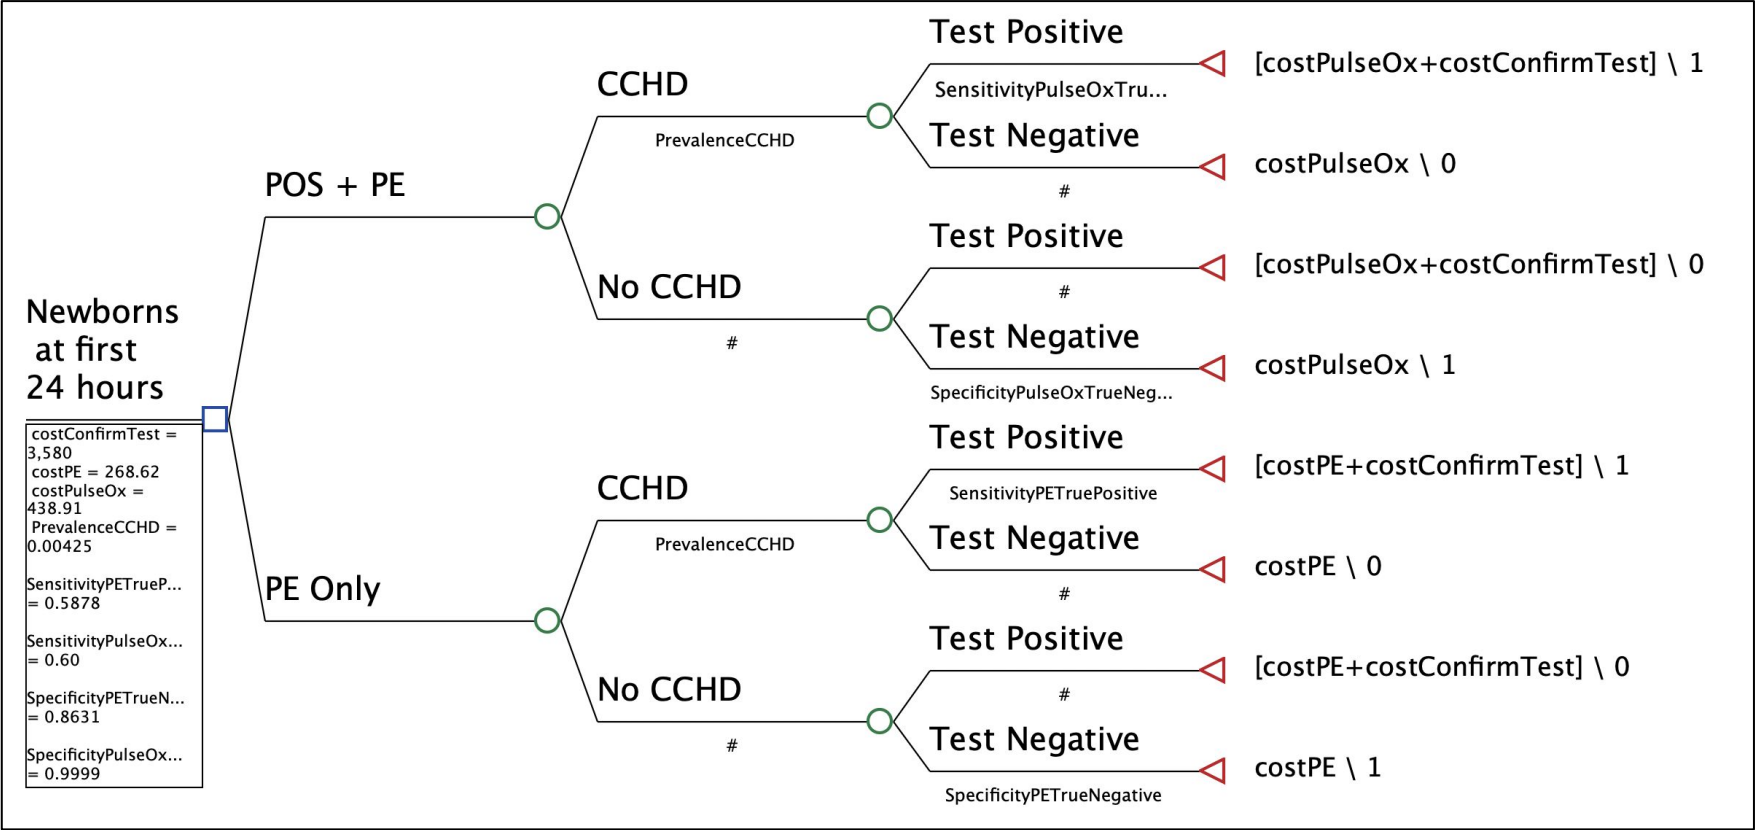 Newborns
at first
24 hours
costConfirmTest =
3,580
costPE = 268.62
costPulseOx =
438.91
PrevalenceCCHD =
0.00425
SensitivityPETrueP...
= 0.5878
SensitivityPulseOx...
= 0.60
SpecificityPETrueN...
= 0.8631
SpecificityPulseOx...
= 0.9999
POS + PE
CCHD
PrevalenceCCHD
Test Positive
SensitivityPulseOxTru...
[costPulseOx+costConfirmTest] \ 1
Test Negative
#
costPulseOx \ 0
No CCHD
#
Test Positive
#
[costPulseOx+costConfirmTest] \ 0
Test Negative
SpecificityPulseOxTrueNeg...
costPulseOx \ 1
PE Only
CCHD
PrevalenceCCHD
Test Positive
SensitivityPETruePositive
[costPE+costConfirmTest] \ 1
Test Negative
#
costPE \ 0
No CCHD
#
Test Positive
#
[costPE+costConfirmTest] \ 0
Test Negative
SpecificityPETrueNegative
costPE \ 1